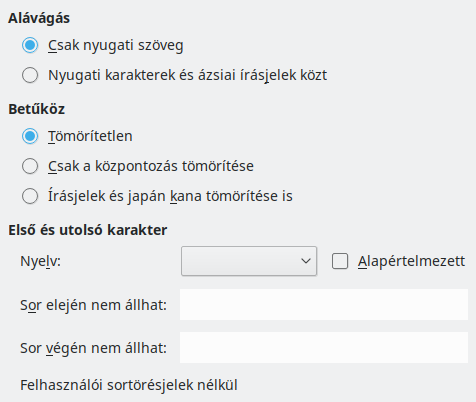 Alávágás
Csak nyugati szöveg
Nyugati karakterek és ázsiai írásjelek közt
Betűköz
Tömörítetlen
Csak a központozás tömörítése
Írásjelek és japán kana tömörítése is
Első és utolsó karakter
Nyelv:
Alapértelmezett
Sor elején nem állhat:
Sor végén nem állhat:
Felhasználói sortörésjelek nélkül